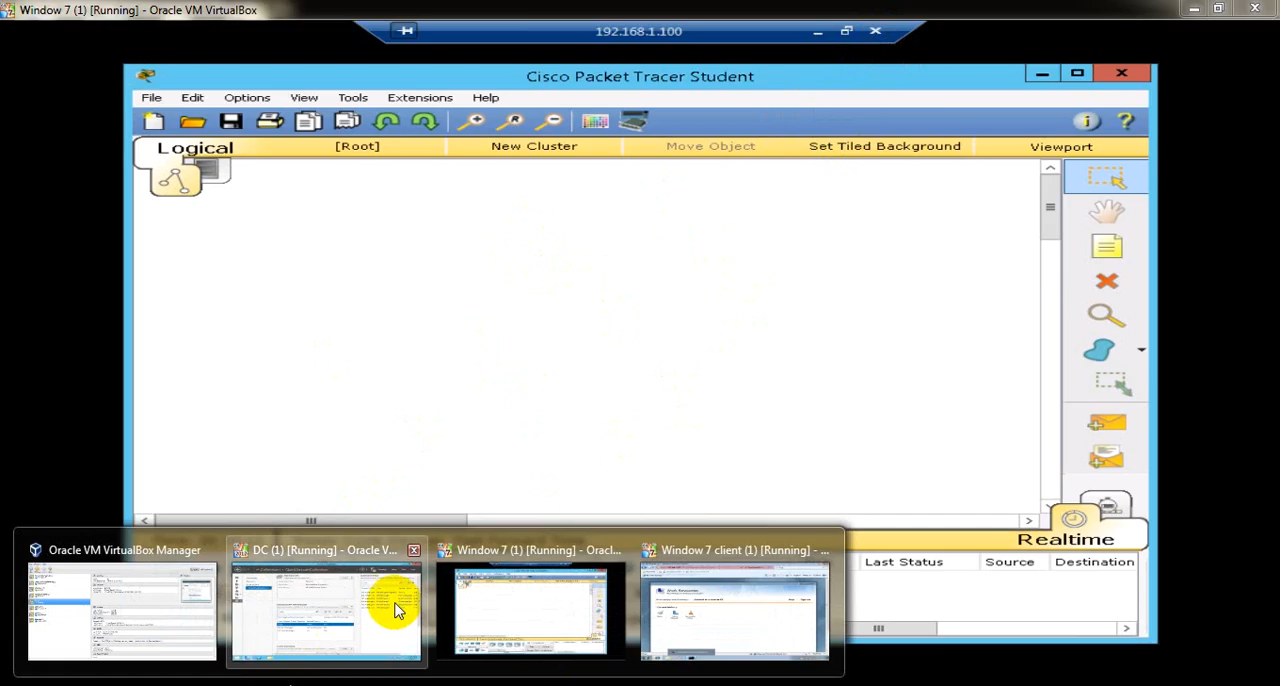 Window 7 (1) [Running] - Oracle VM VirtualBox
192.168.1.100
Cisco Packet Tracer Student
File Edit Options View Tools Extensions Help
Logical [Root] New Cluster Move Object Set Tiled Background Viewport
Realtime
Oracle VM VirtualBox Manager DC (1) [Running] - Oracle V... Window 7 (1) [Running] - Oracl... Window 7 client (1) [Running] - ...
Last Status Source Destination